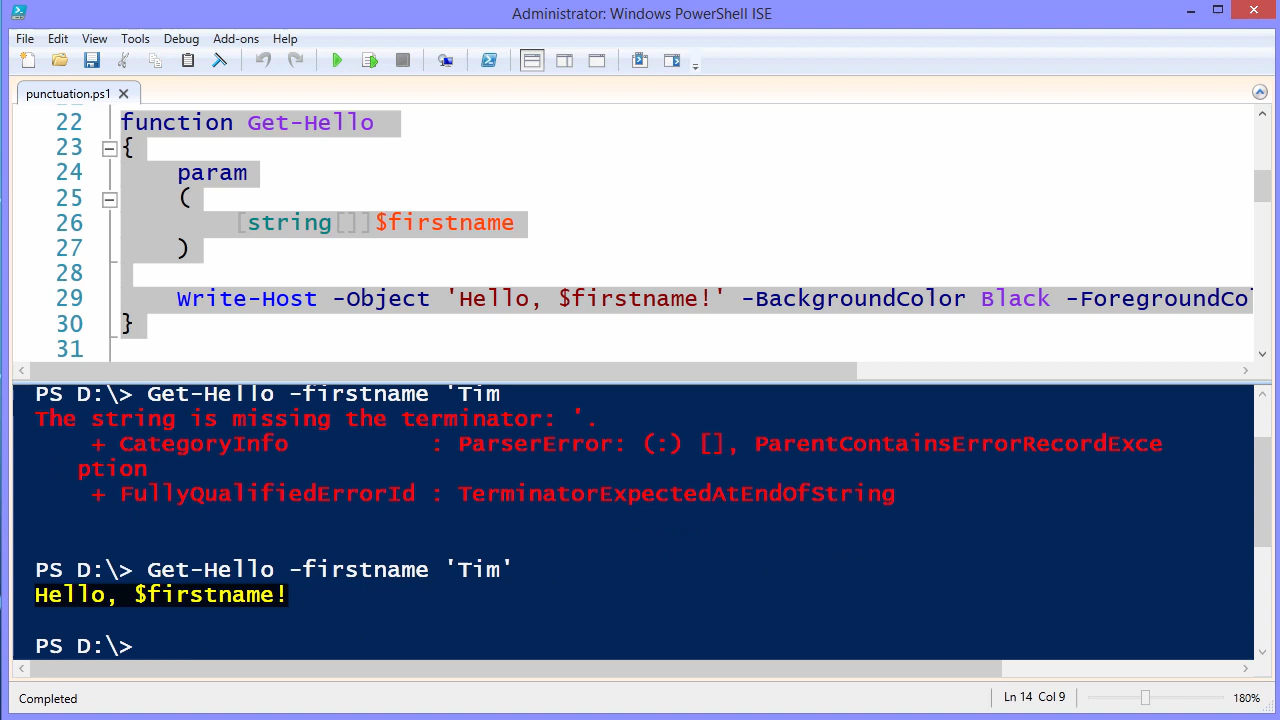 Administrator: Windows PowerShell ISE
File Edit View Tools Debug Add-ons Help
punctuation.ps1
22 function Get-Hello
23 {
24 param
25 (
26 [string[]]$firstname
27 )
28
29 Write-Host -Object 'Hello, $firstname!' -BackgroundColor Black -ForegroundCol
30 }
31
PS D:\> Get-Hello -firstname 'Tim
The string is missing the terminator: '.
+ CategoryInfo : ParserError: (:) [], ParentContainsErrorRecordExce
ption
+ FullyQualifiedErrorId : TerminatorExpectedAtEndOfString
PS D:\> Get-Hello -firstname 'Tim'
Hello, $firstname!
PS D:\>
Completed Ln 14 Col 9 180%